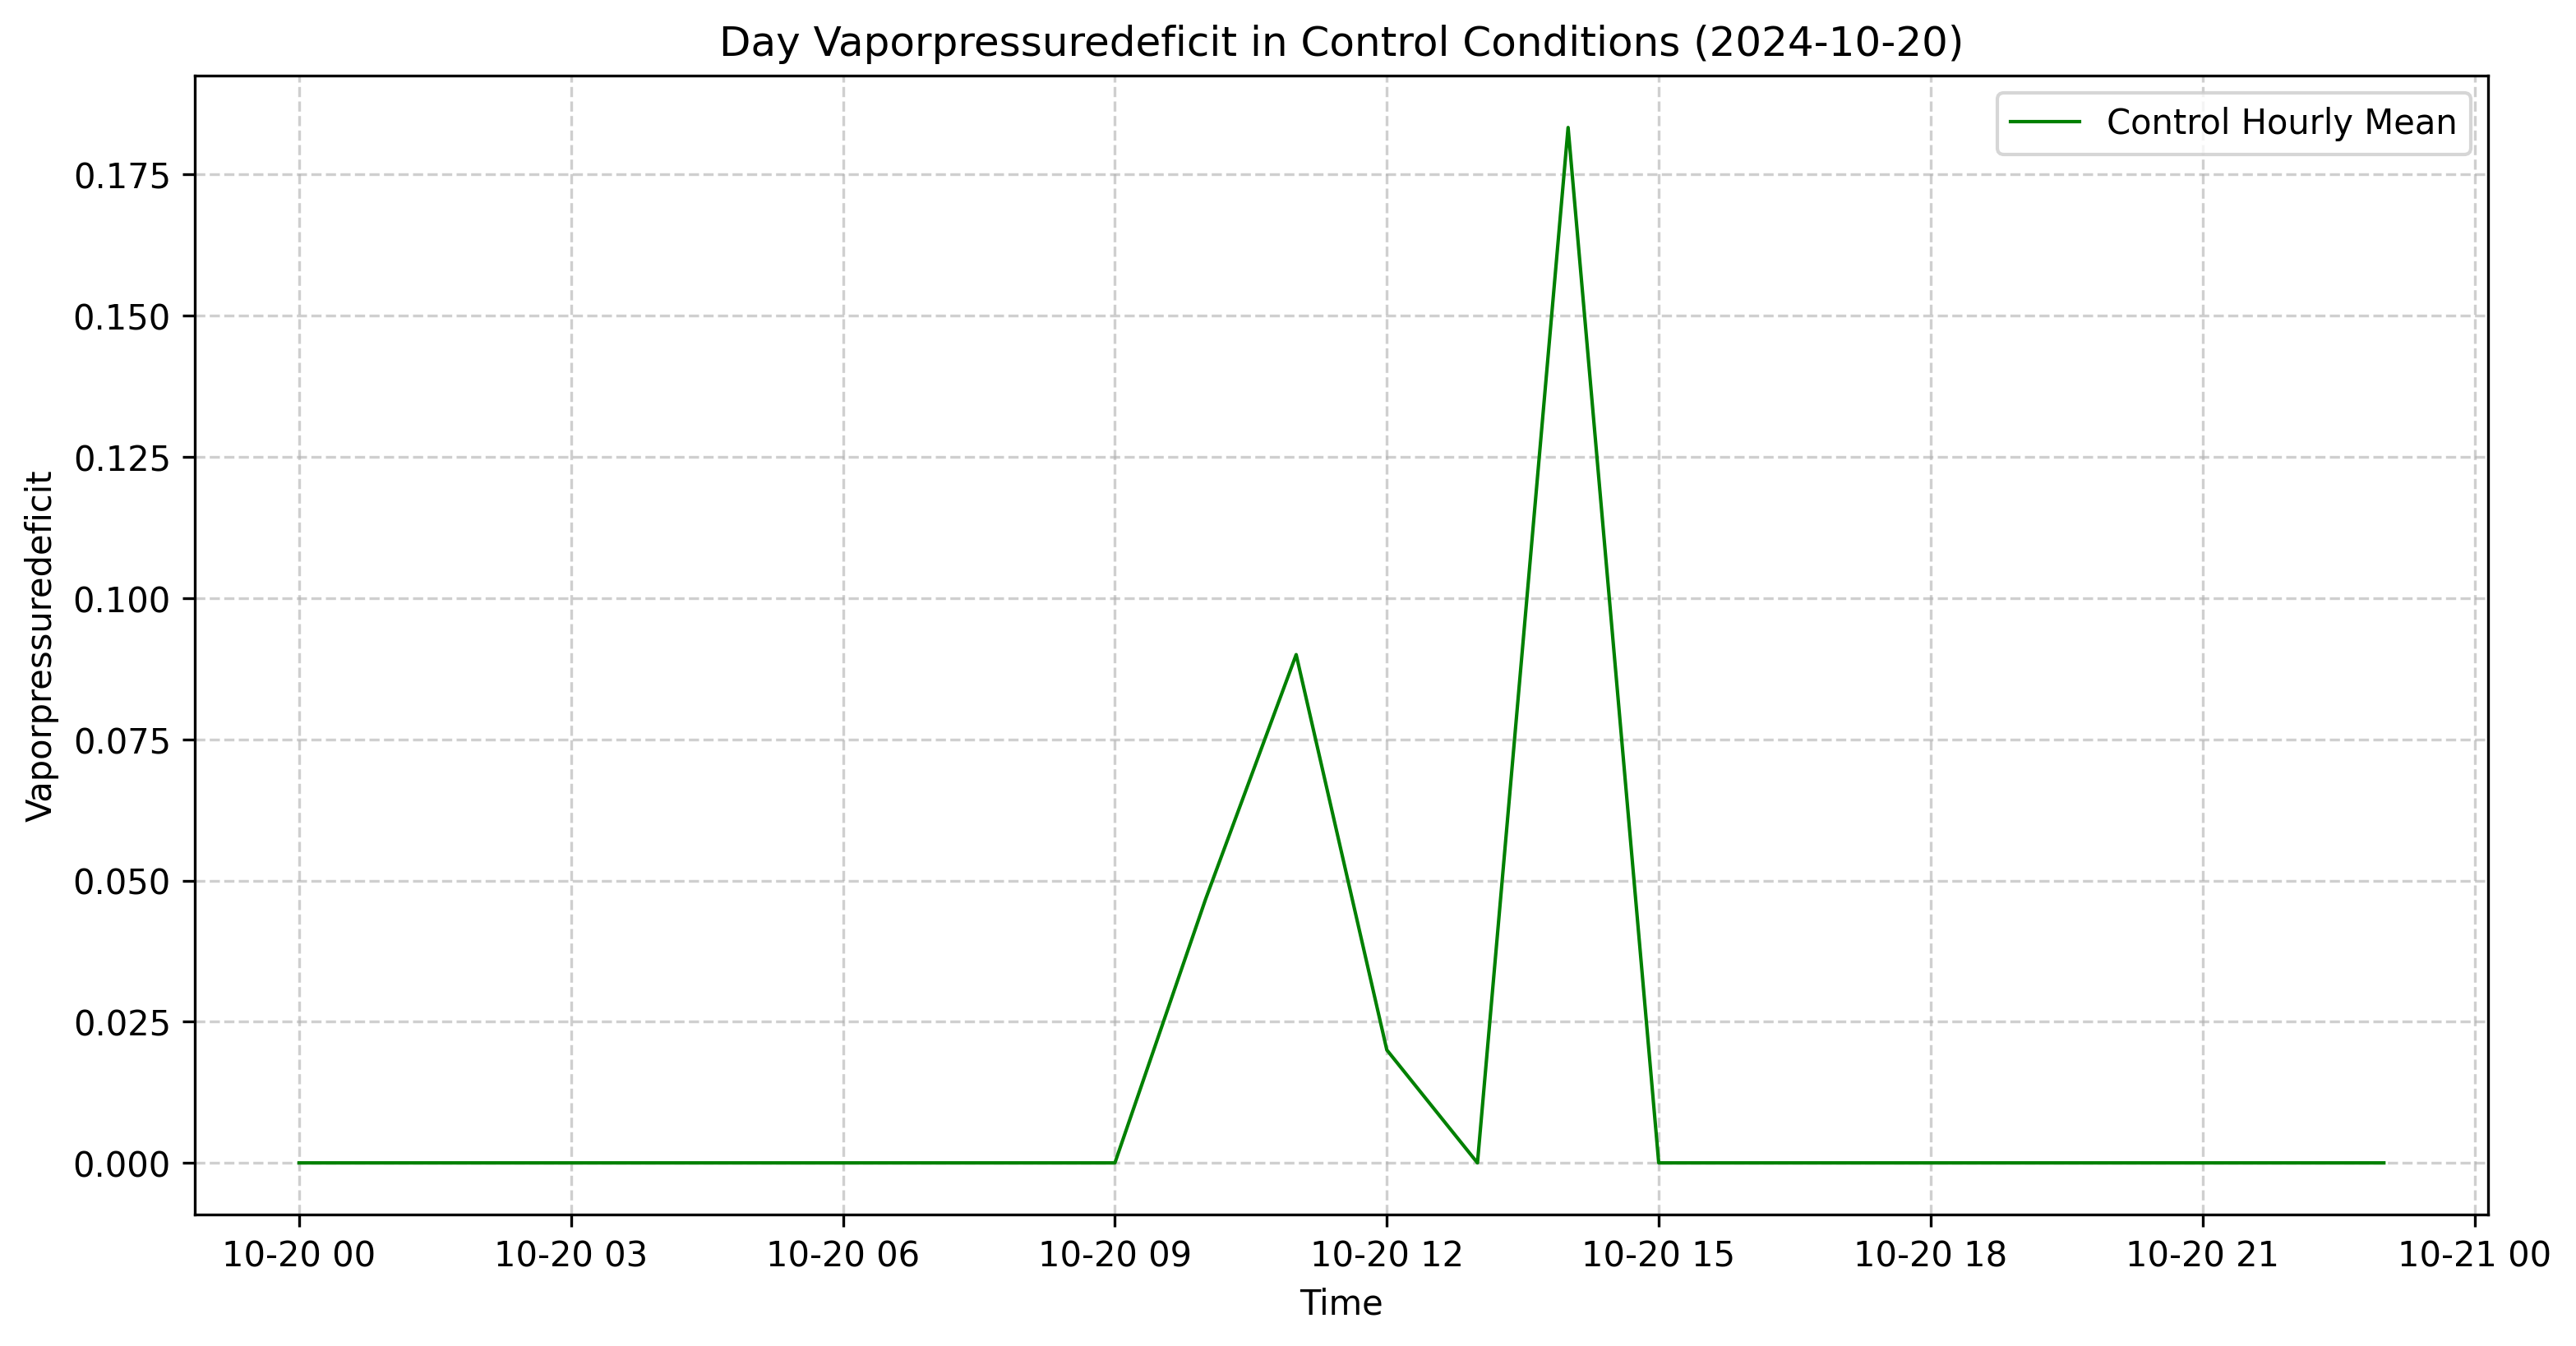 Day Vaporpressuredeficit in Control Conditions (2024-10-20)
Control Hourly Mean
Vaporpressuredeficit
0.175
0.150
0.125
0.100
0.075
0.050
0.025
0.000
10-20 00 10-20 03 10-20 06 10-20 09 10-20 12 10-20 15 10-20 18 10-20 21 10-21 00
Time